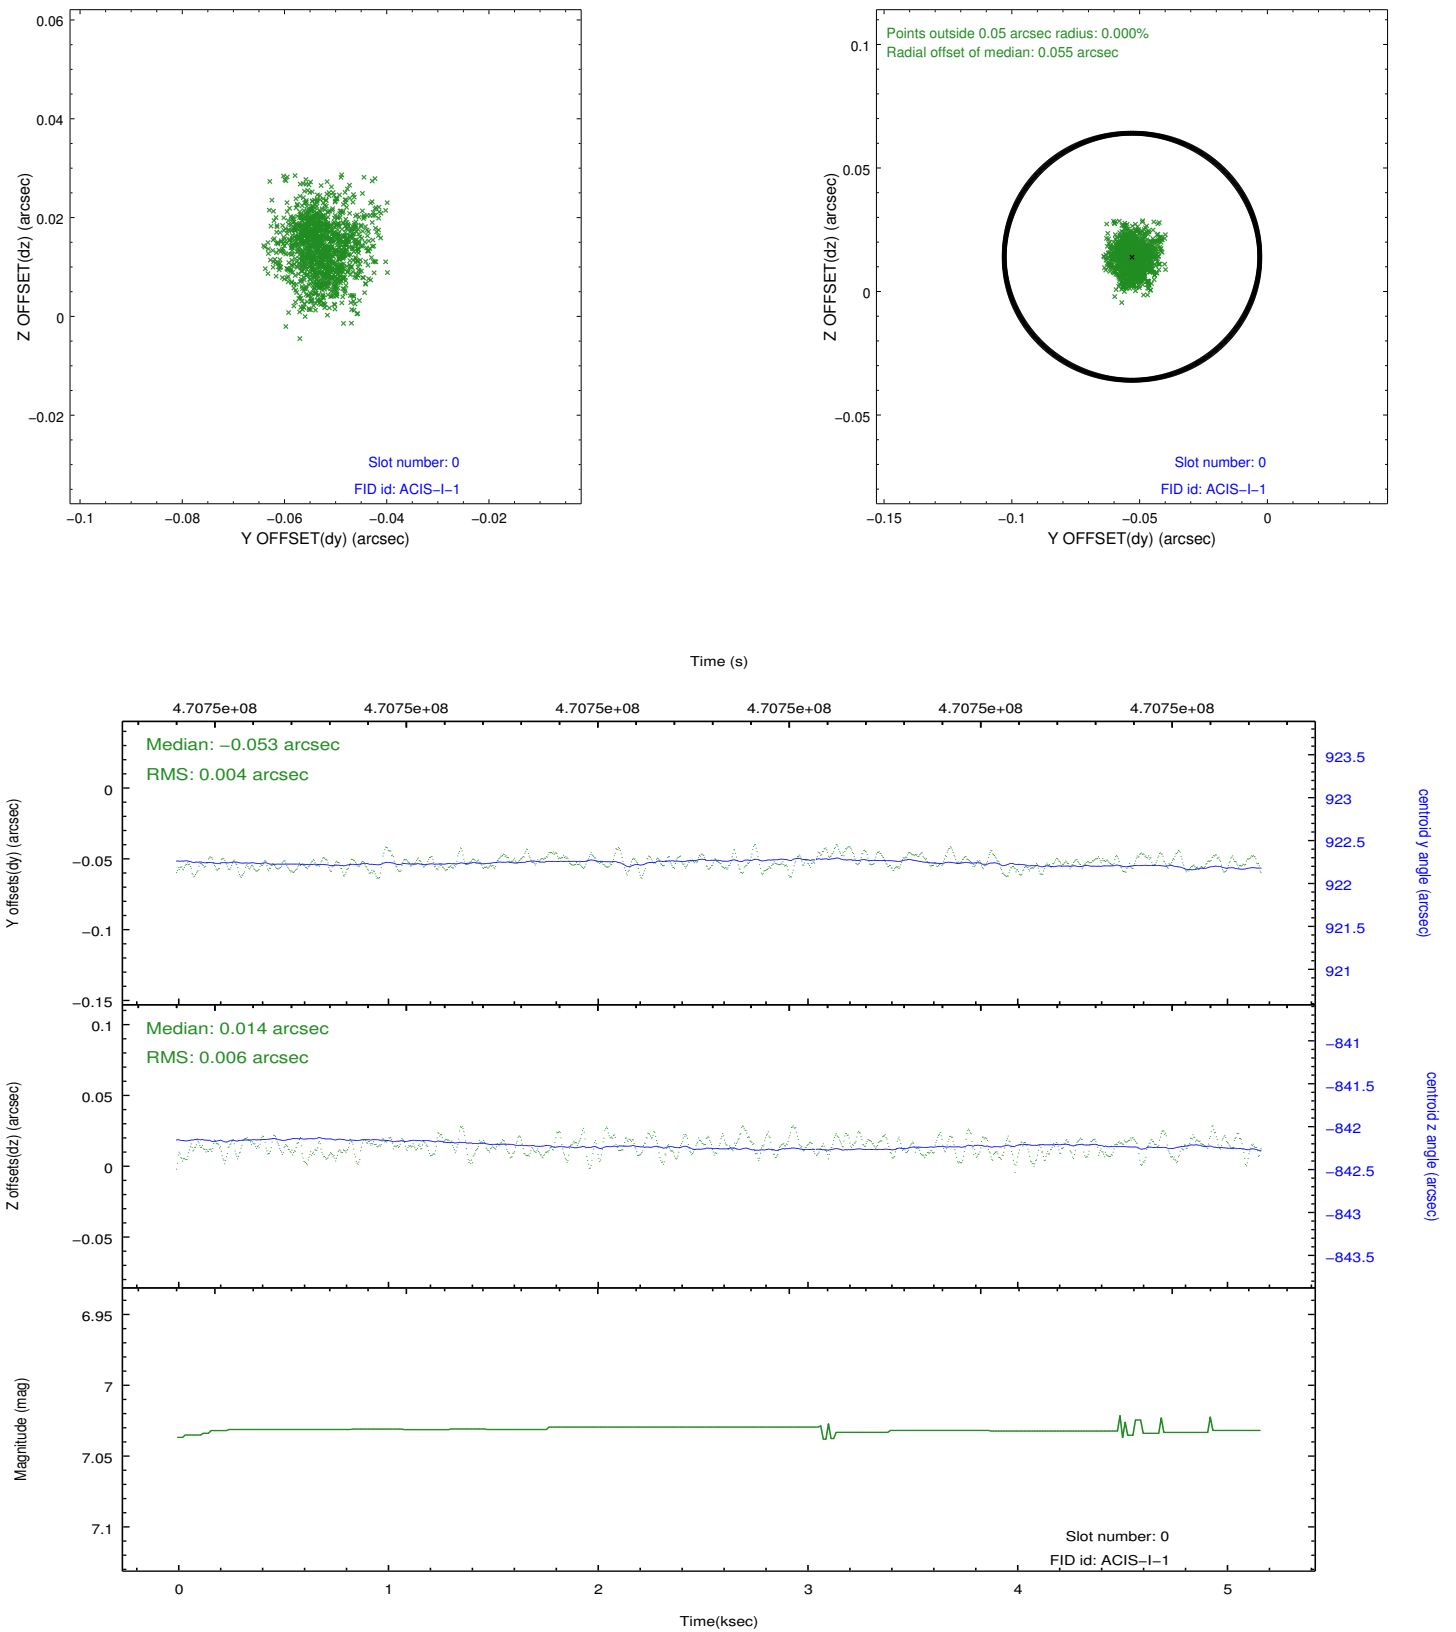 0.06
0.04
0.02
0
−0.02
Z OFFSET(dz) (arcsec)
Slot number: 0
FID id: ACIS−I−1
−0.1 −0.08 −0.06 −0.04 −0.02
Y OFFSET(dy) (arcsec)
Points outside 0.05 arcsec radius: 0.000%
Radial offset of median: 0.055 arcsec
0.1
0.05
0
−0.05
Z OFFSET(dz) (arcsec)
Slot number: 0
FID id: ACIS−I−1
−0.15 −0.1 −0.05 0
Y OFFSET(dy) (arcsec)
Time (s)
4.7075e+08 4.7075e+08 4.7075e+08 4.7075e+08 4.7075e+08 4.7075e+08
Median: −0.053 arcsec
RMS: 0.004 arcsec
0
−0.05
−0.1
−0.15
Y offsets(dy) (arcsec)
923.5
923
922.5
922
921.5
921
centroid y angle (arcsec)
Median: 0.014 arcsec
RMS: 0.006 arcsec
0.1
0.05
0
−0.05
Z offsets(dz) (arcsec)
−841
−841.5
−842
−842.5
−843
−843.5
centroid z angle (arcsec)
6.95
7
7.05
7.1
Magnitude (mag)
Slot number: 0
FID id: ACIS−I−1
0 1 2 3 4 5
Time(ksec)